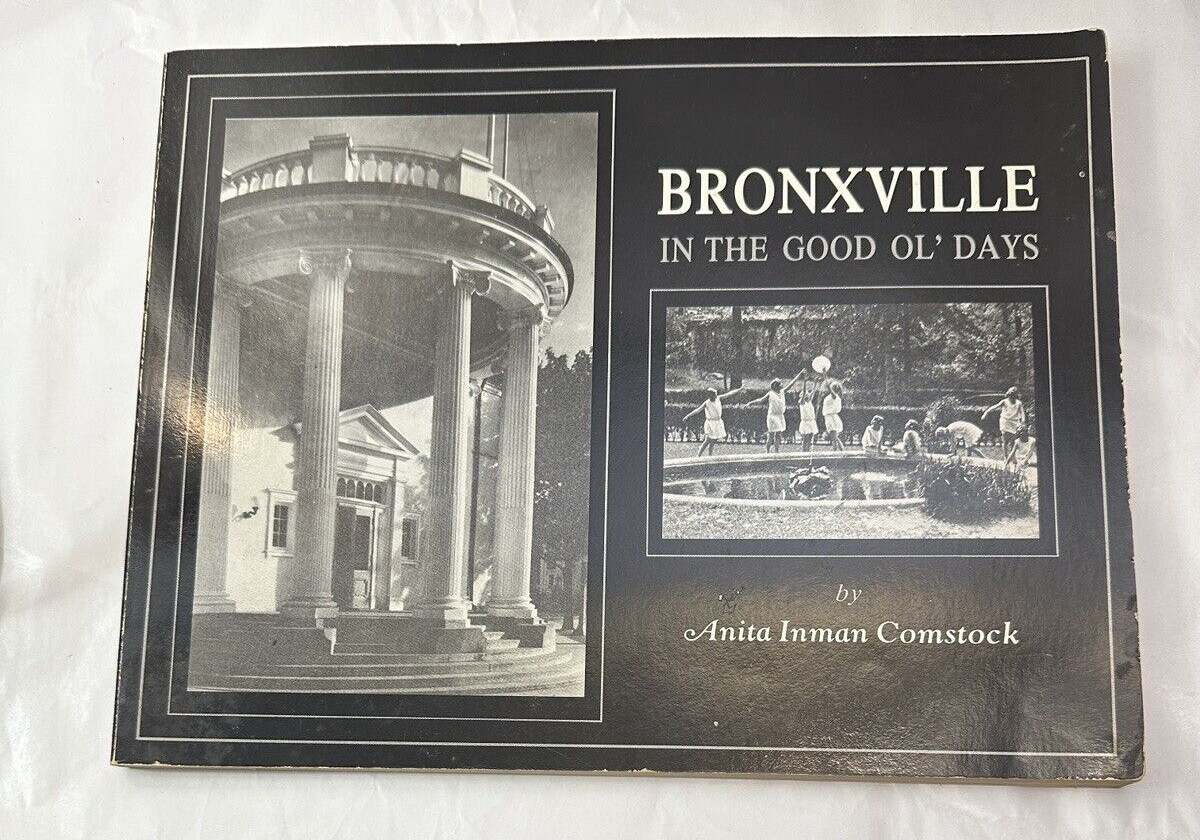 BRONXVILLE
IN THE GOOD OL' DAYS
by
Anita Inman Comstock